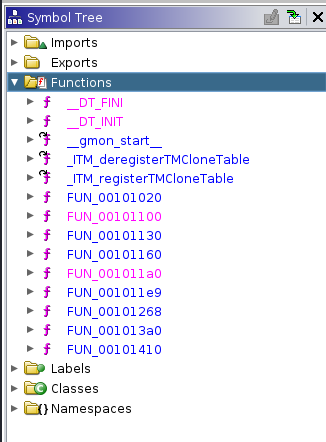 Symbol Tree
Imports
Exports
Functions
__DT_FINI
__DT_INIT
__gmon_start__
_ITM_deregisterTMCloneTable
_ITM_registerTMCloneTable
FUN_00101020
FUN_00101100
FUN_00101130
FUN_00101160
FUN_001011a0
FUN_001011e9
FUN_00101268
FUN_001013a0
FUN_00101410
Labels
Classes
Namespaces